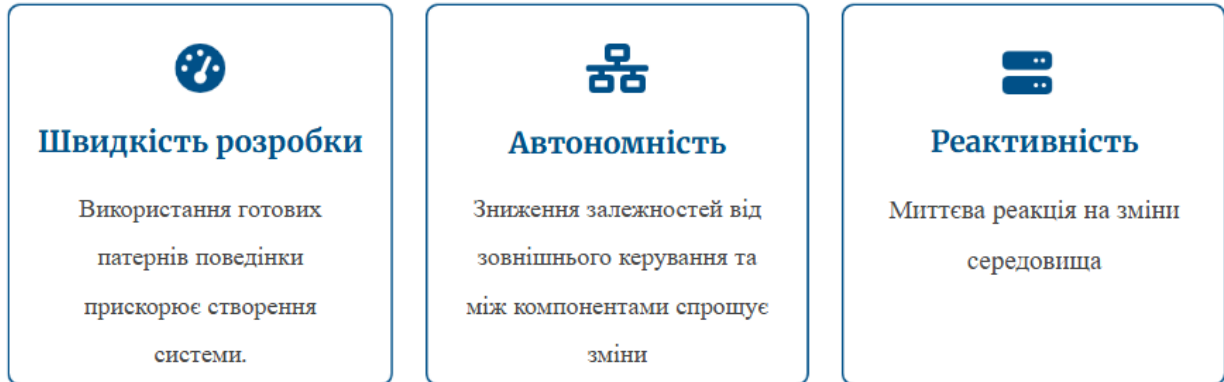 Швидкість розробки
Використання готових
патернів поведінки
прискорює створення
системи.
Автономність
Зниження залежностей від
зовнішнього керування та
між компонентами спрощує
зміни
Реактивність
Миттєва реакція на зміни
середовища